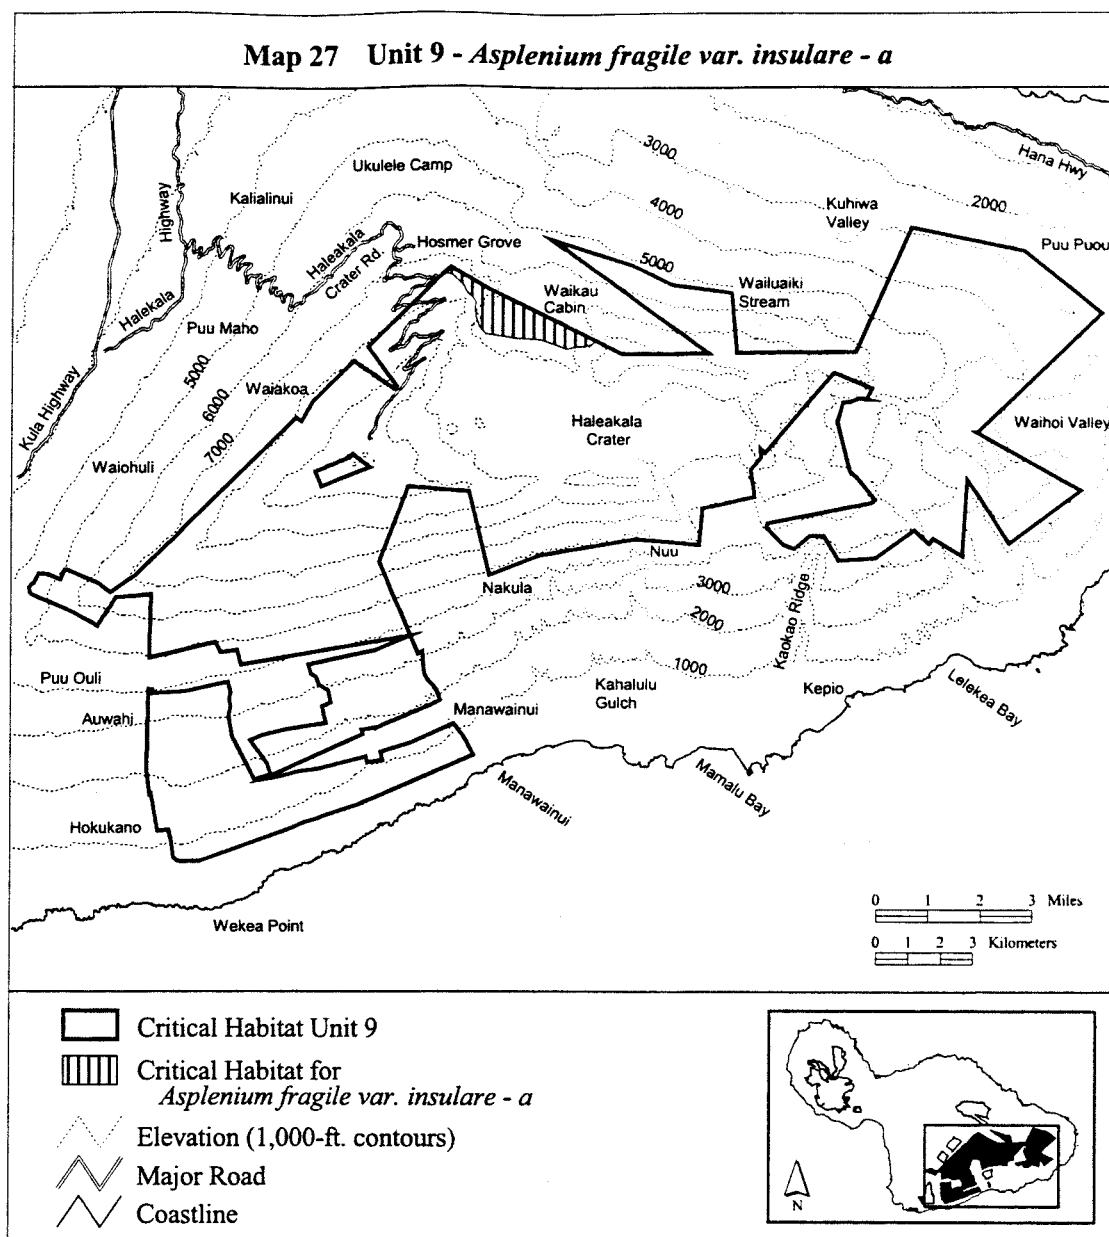 Map 27 Unit 9 - Asplenium fragile var. insulare - a
Hana Hwy
3000
Ukulele Camp
Kalialinui
Highway
4000
Kuhiwa
Valley
2000
Haleakala
Crater Rd.
Hosmer Grove
Puu Puou
5000
Waikau
Cabin
Wailuaiki
Stream
Halekala
Puu Maho
5000
6000
7000
Waiakoa
Kula Highway
Haleakala
Crater
Waihoi Valley
Waiohuli
Nuu
Nakula
3000
2000
1000
Kaokao Ridge
Puu Ouli
Auwahi
Manawainui
Kahalulu
Gulch
Kepio
Lelekea Bay
Mamalu Bay
Manawainui
Hokukano
Wekea Point
0 1 2 3 Miles
0 1 2 3 Kilometers
Critical Habitat Unit 9
Critical Habitat for
Asplenium fragile var. insulare - a
Elevation (1,000-ft. contours)
Major Road
Coastline
N